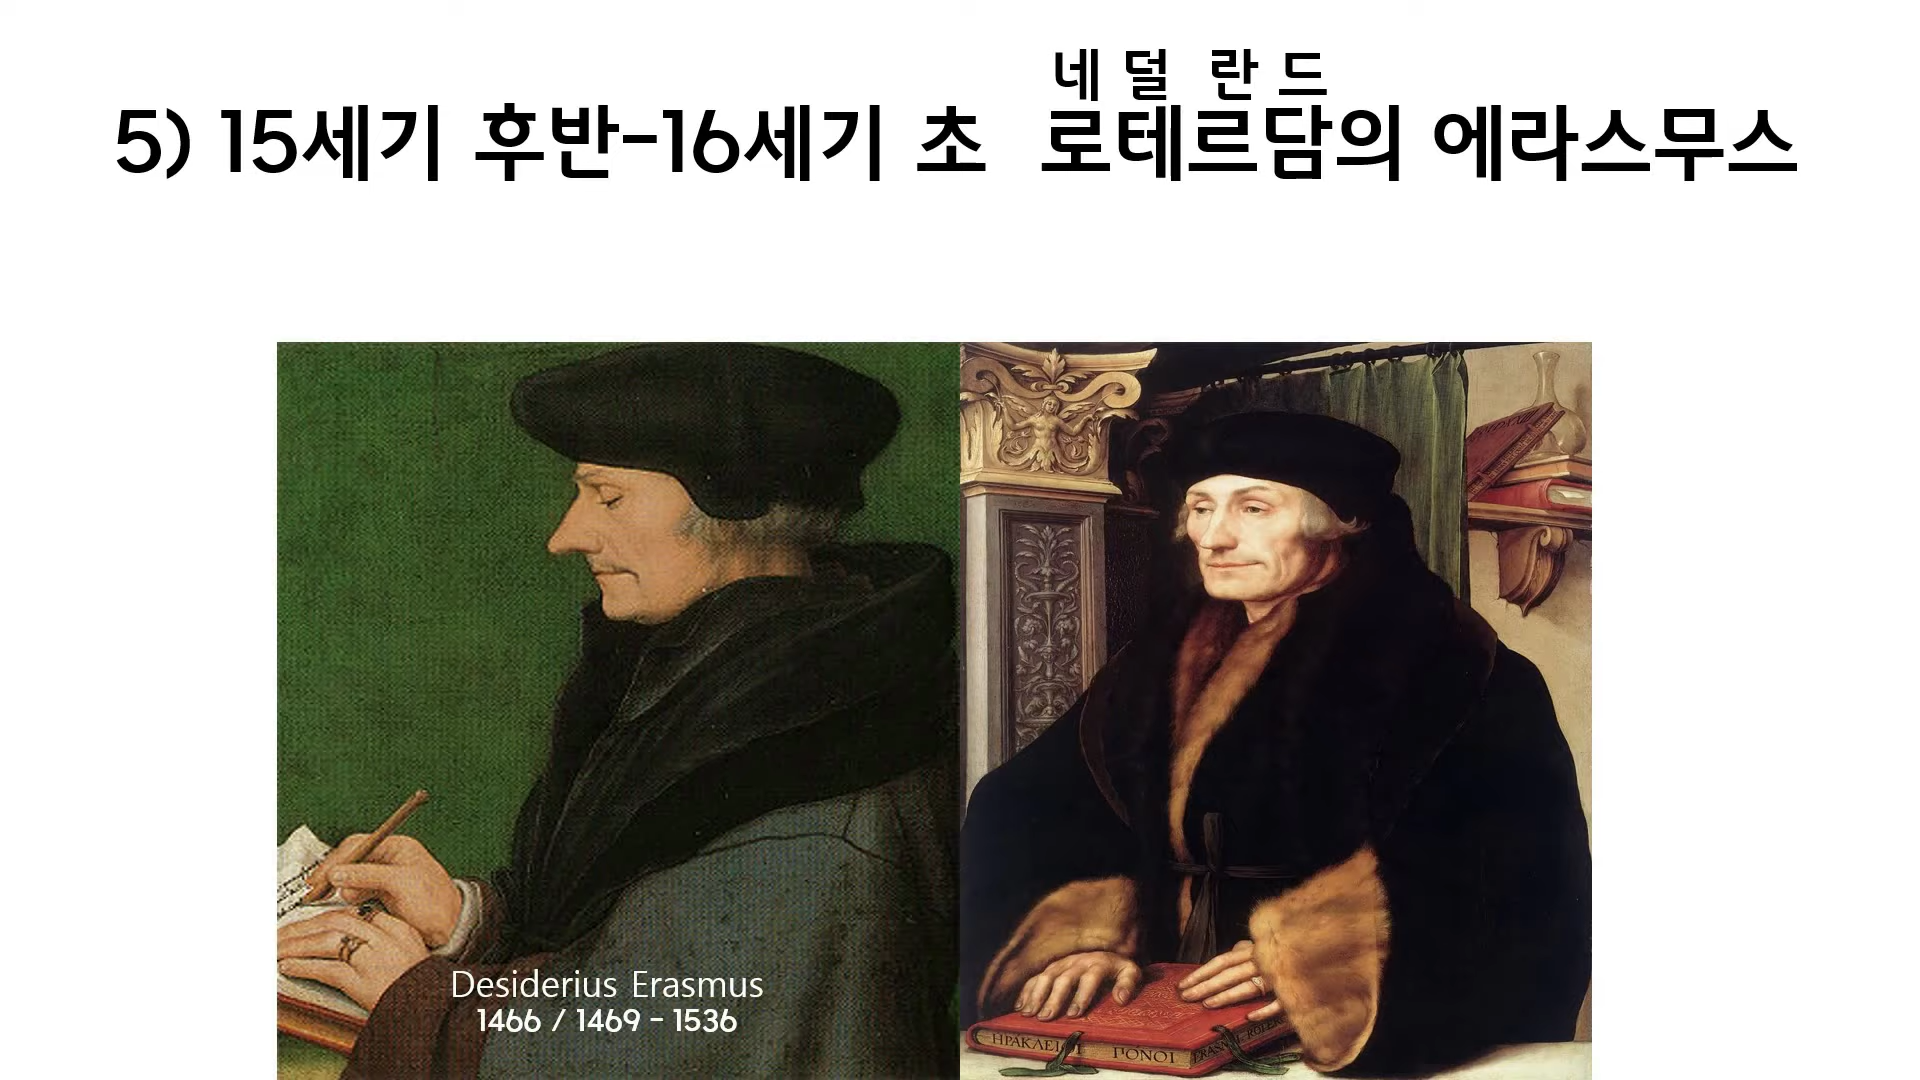 네 덜 란 드
5) 15세기 후반-16세기 초 로테르담의 에라스무스
Desiderius Erasmus
1466 / 1469 - 1536
ΗΡΑΚΛΕΙΟΙ ΠΟΝΟΙ